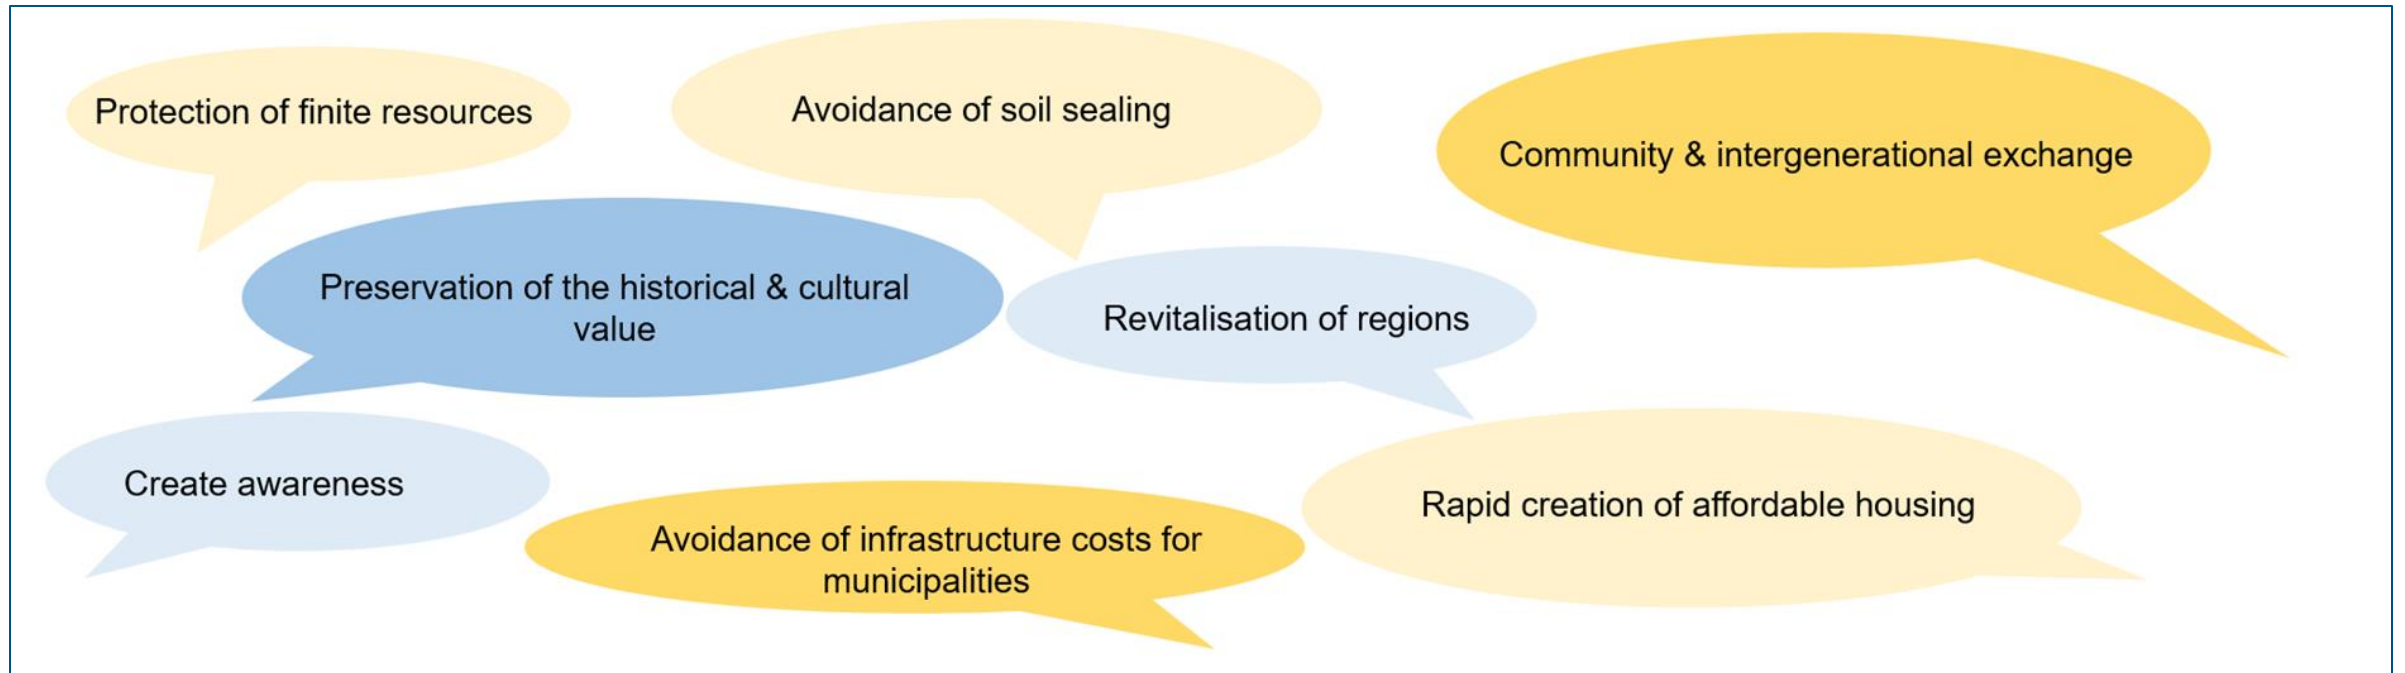 Protection of finite resources
Avoidance of soil sealing
Community & intergenerational exchange
Preservation of the historical & cultural
value
Revitalisation of regions
Create awareness
Avoidance of infrastructure costs for
municipalities
Rapid creation of affordable housing